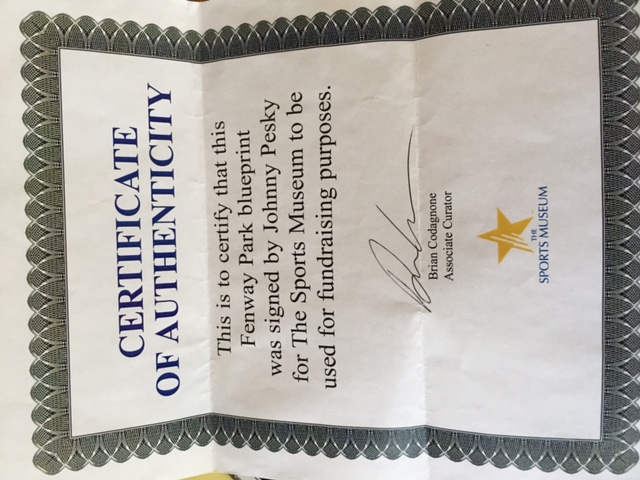 CERTIFICATE
OF AUTHENTICITY
This is to certify that this
Fenway Park blueprint
was signed by Johnny Pesky
for The Sports Museum to be
used for fundraising purposes.
Brian Codagnone
Associate Curator
THE
SPORTS MUSEUM